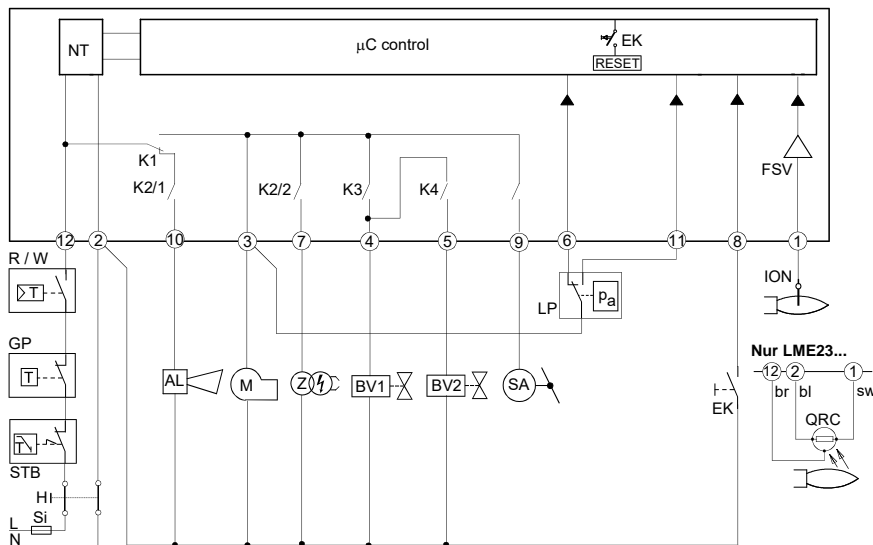 NT
µC control
EK
RESET
FSV
K1
K2/1
K2/2
K3
K4
12
2
10
3
7
4
5
9
6
11
8
1
R / W
T
GP
T
STB
T
H
L
Si
N
AL
M
Z
BV1
BV2
SA
LP
pa
EK
ION
Nur LME23...
12
2
1
br
bl
sw
QRC